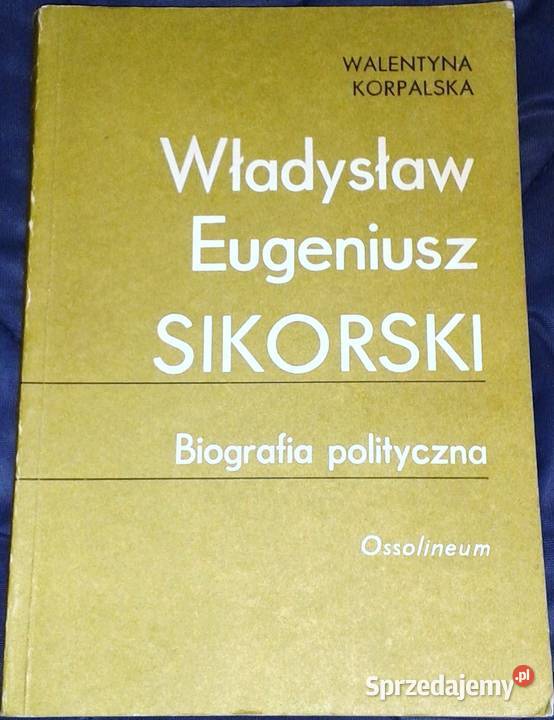 WALENTYNA
KORPALSKA
Władysław
Eugeniusz
SIKORSKI
Biografia polityczna
Ossolineum
Sprzedajemy.pl